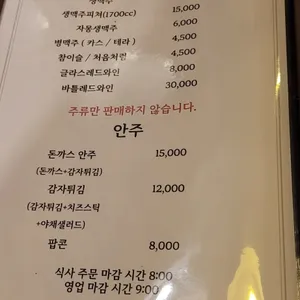 생맥주
생맥주피쳐(1700cc) 15,000
자몽생맥주 6,000
병맥주 ( 카스 / 테라 ) 4,500
참이슬 / 처음처럼 4,500
글라스레드와인 8,000
바틀레드와인 30,000
주류만 판매하지 않습니다.
안주
돈까스 안주 15,000
(돈까스+감자튀김)
감자튀김 12,000
(감자튀김+치즈스틱
+야채샐러드)
팝콘 8,000
식사 주문 마감 시간 8:00
영업 마감 시간 9:00